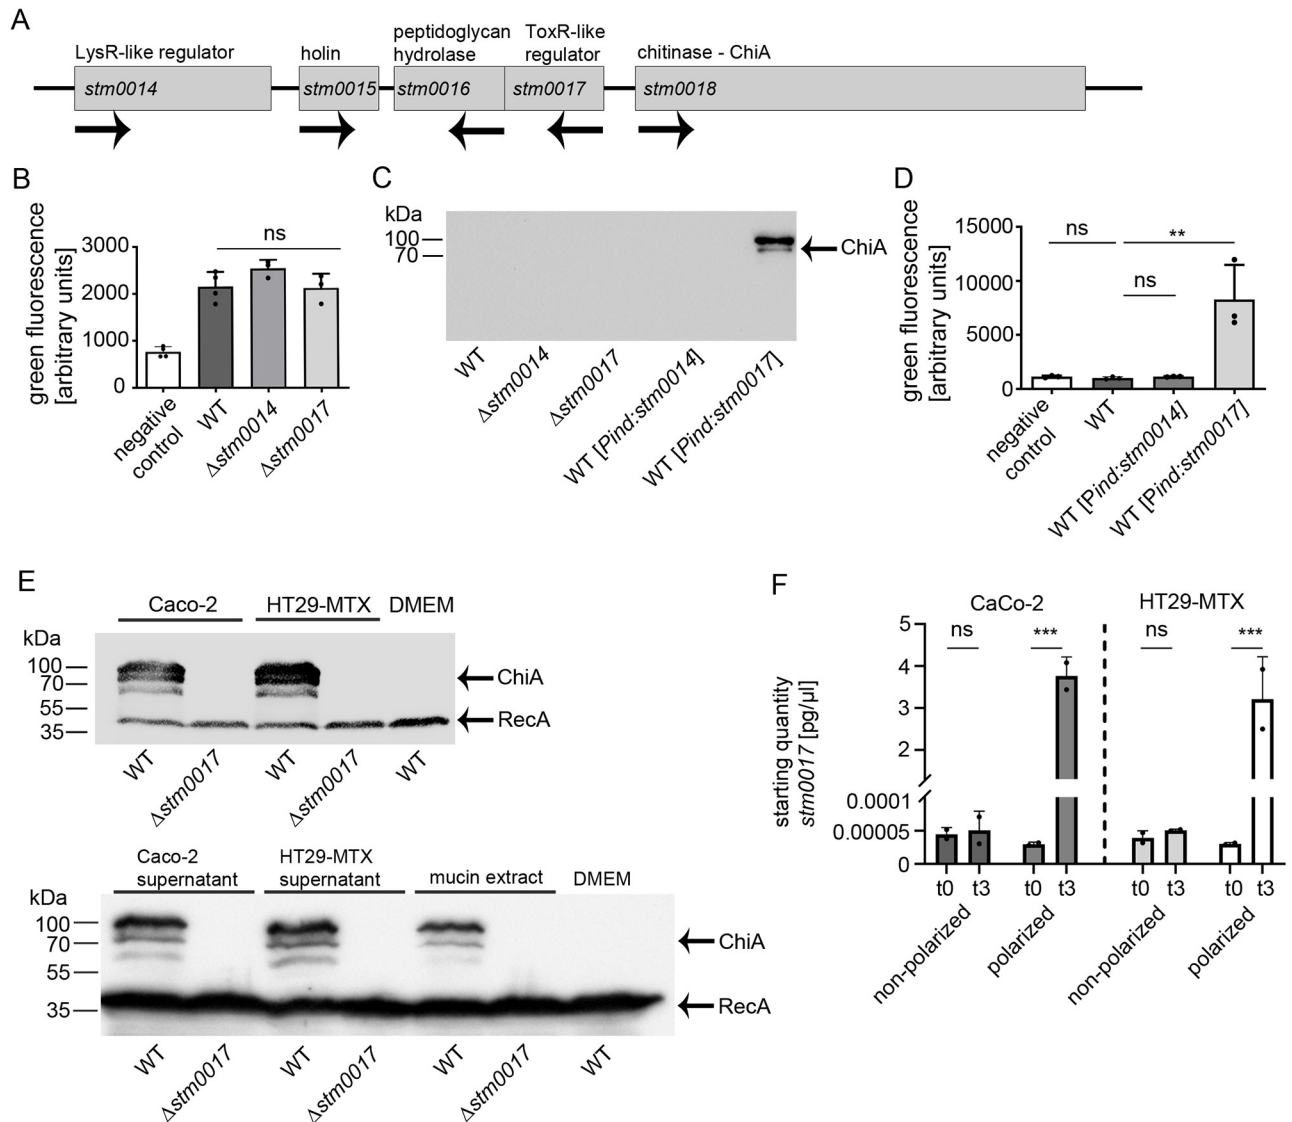 A
LysR-like regulator
holin
peptidoglycan
hydrolase
ToxR-like
regulator
chitinase - ChiA
stm0014
stm0015
stm0016
stm0017
stm0018
B
green fluorescence
[arbitrary units]
3000
2000
1000
0
ns
negative
control
WT
Δstm0014
Δstm0017
C
kDa
100
70
ChiA
WT
Δstm0014
Δstm0017
WT [Pind:stm0014]
WT [Pind:stm0017]
D
green fluorescence
[arbitrary units]
15000
10000
5000
0
ns
**
ns
negative
control
WT
WT [Pind:stm0014]
WT [Pind:stm0017]
E
Caco-2
HT29-MTX
DMEM
kDa
100
70
55
35
ChiA
RecA
WT
Δstm0017
WT
Δstm0017
WT
Caco-2
supernatant
HT29-MTX
supernatant
mucin extract
DMEM
kDa
100
70
55
35
ChiA
RecA
WT
Δstm0017
WT
Δstm0017
WT
Δstm0017
WT
F
CaCo-2
HT29-MTX
starting quantity
stm0017 [pg/µl]
5
4
3
2
0.0001
0.00005
0
ns
***
ns
***
t0 t3 t0 t3 t0 t3 t0 t3
non-polarized
polarized
non-polarized
polarized